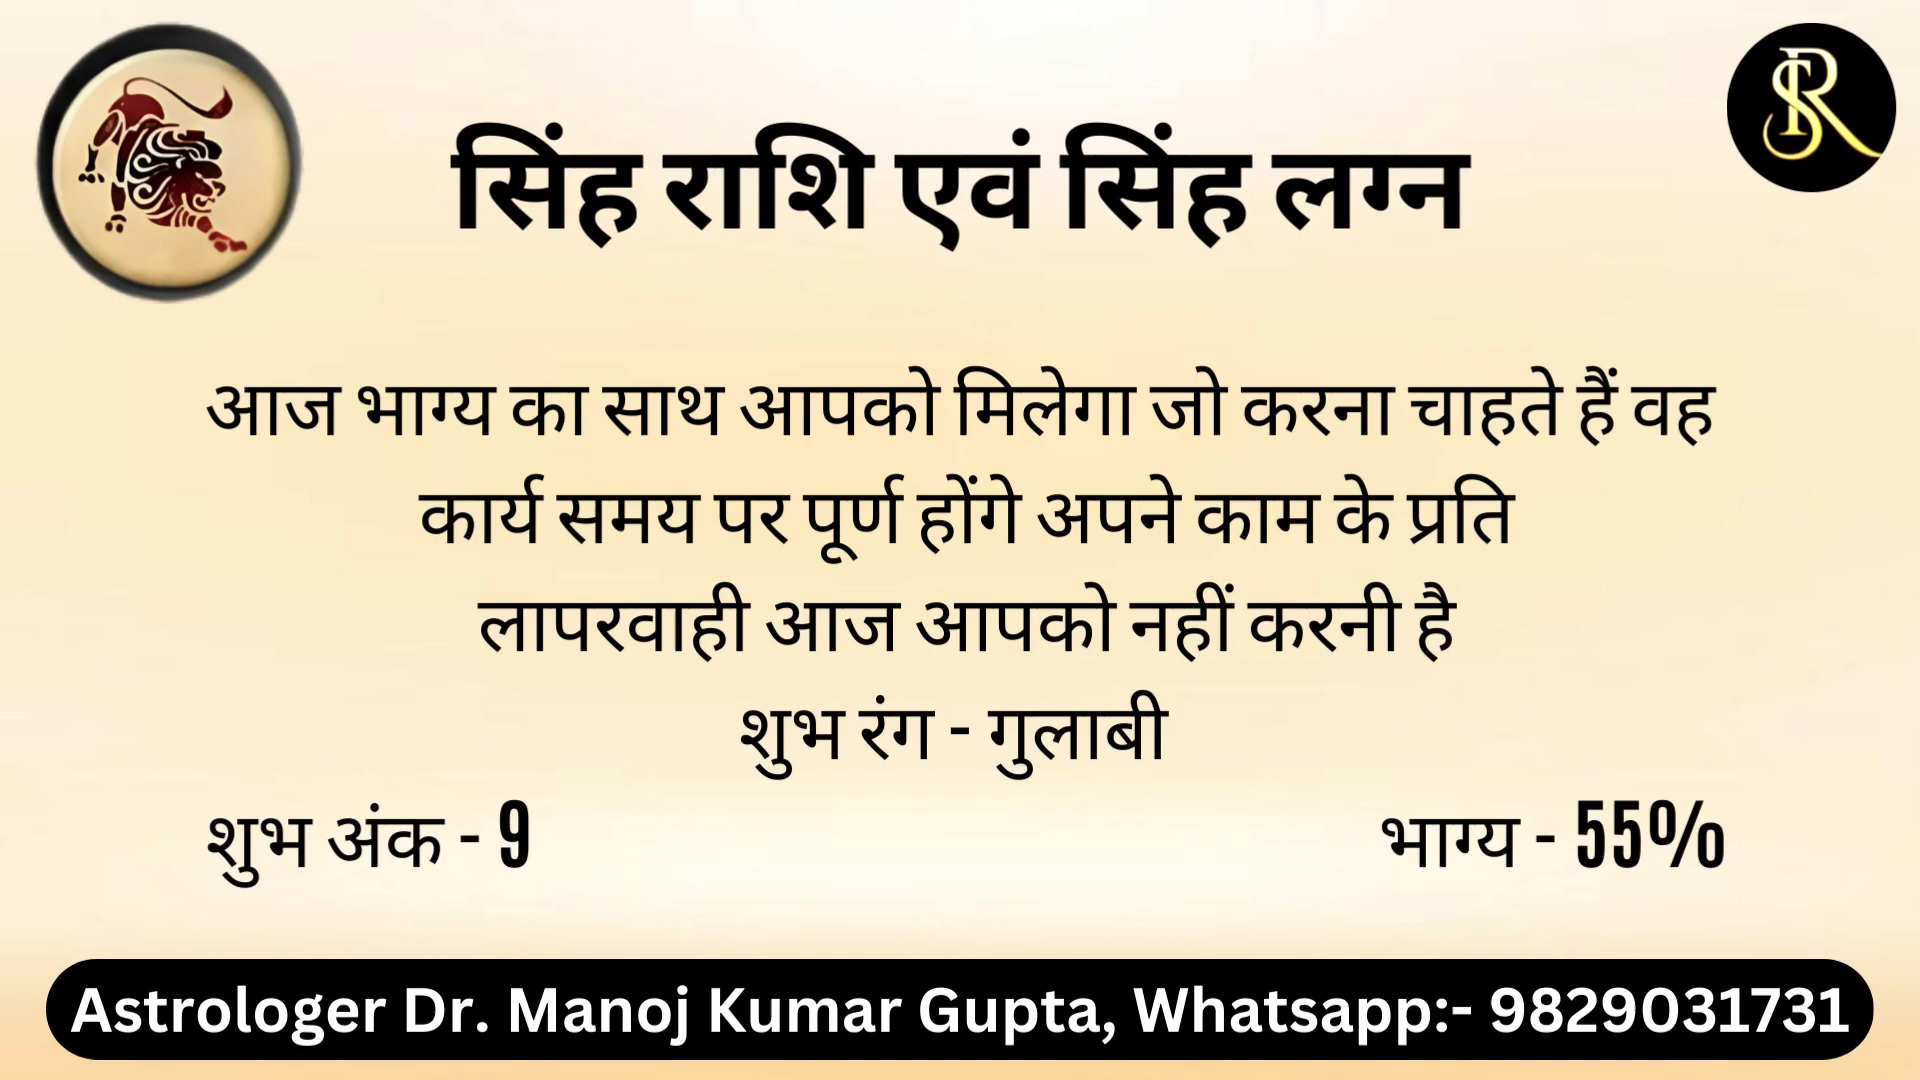 सिंह राशि एवं सिंह लग्न
आज भाग्य का साथ आपको मिलेगा जो करना चाहते हैं वह
कार्य समय पर पूर्ण होंगे अपने काम के प्रति
लापरवाही आज आपको नहीं करनी है
शुभ रंग - गुलाबी
शुभ अंक - 9 भाग्य - 55%
Astrologer Dr. Manoj Kumar Gupta, Whatsapp:- 9829031731